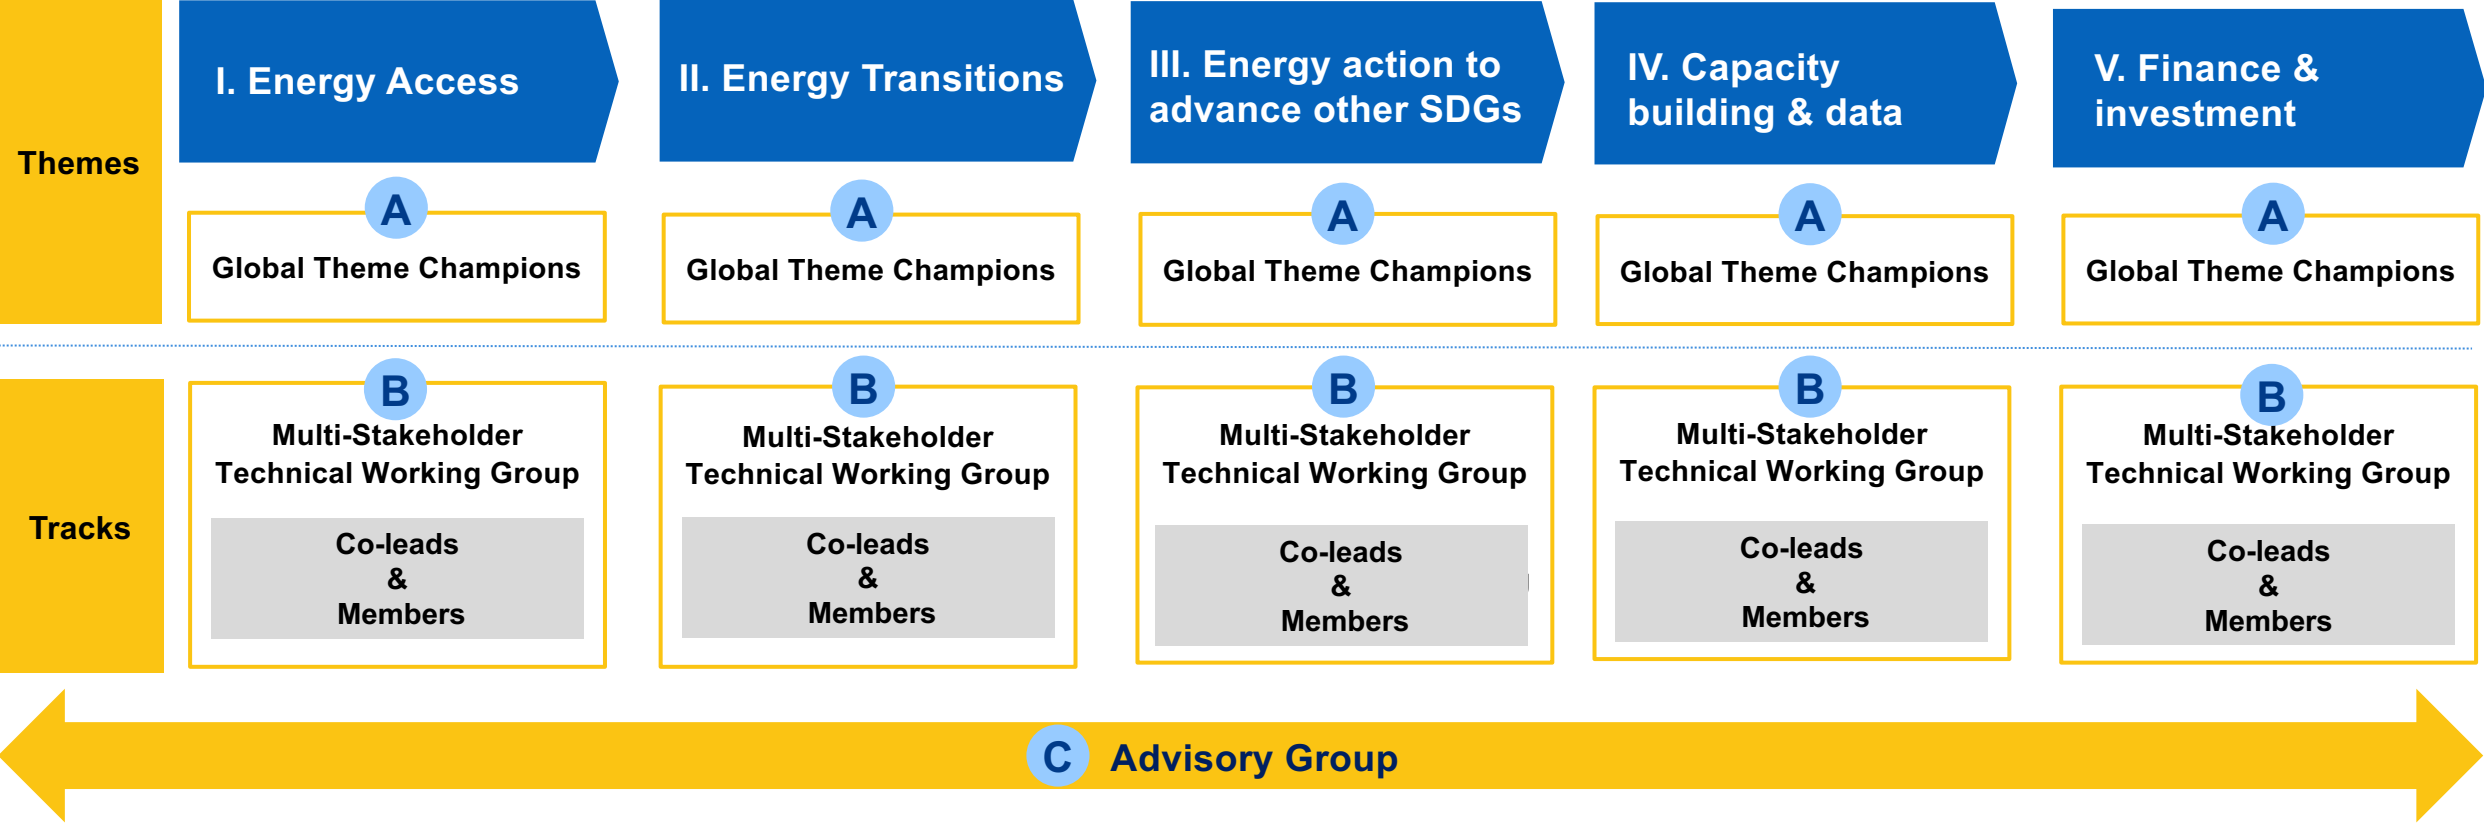 Themes
I. Energy Access
II. Energy Transitions
III. Energy action to
advance other SDGs
IV. Capacity
building & data
V. Finance &
investment
A
Global Theme Champions
A
Global Theme Champions
A
Global Theme Champions
A
Global Theme Champions
A
Global Theme Champions
Tracks
B
Multi-Stakeholder
Technical Working Group
Co-leads
&
Members
B
Multi-Stakeholder
Technical Working Group
Co-leads
&
Members
B
Multi-Stakeholder
Technical Working Group
Co-leads
&
Members
B
Multi-Stakeholder
Technical Working Group
Co-leads
&
Members
B
Multi-Stakeholder
Technical Working Group
Co-leads
&
Members
C Advisory Group